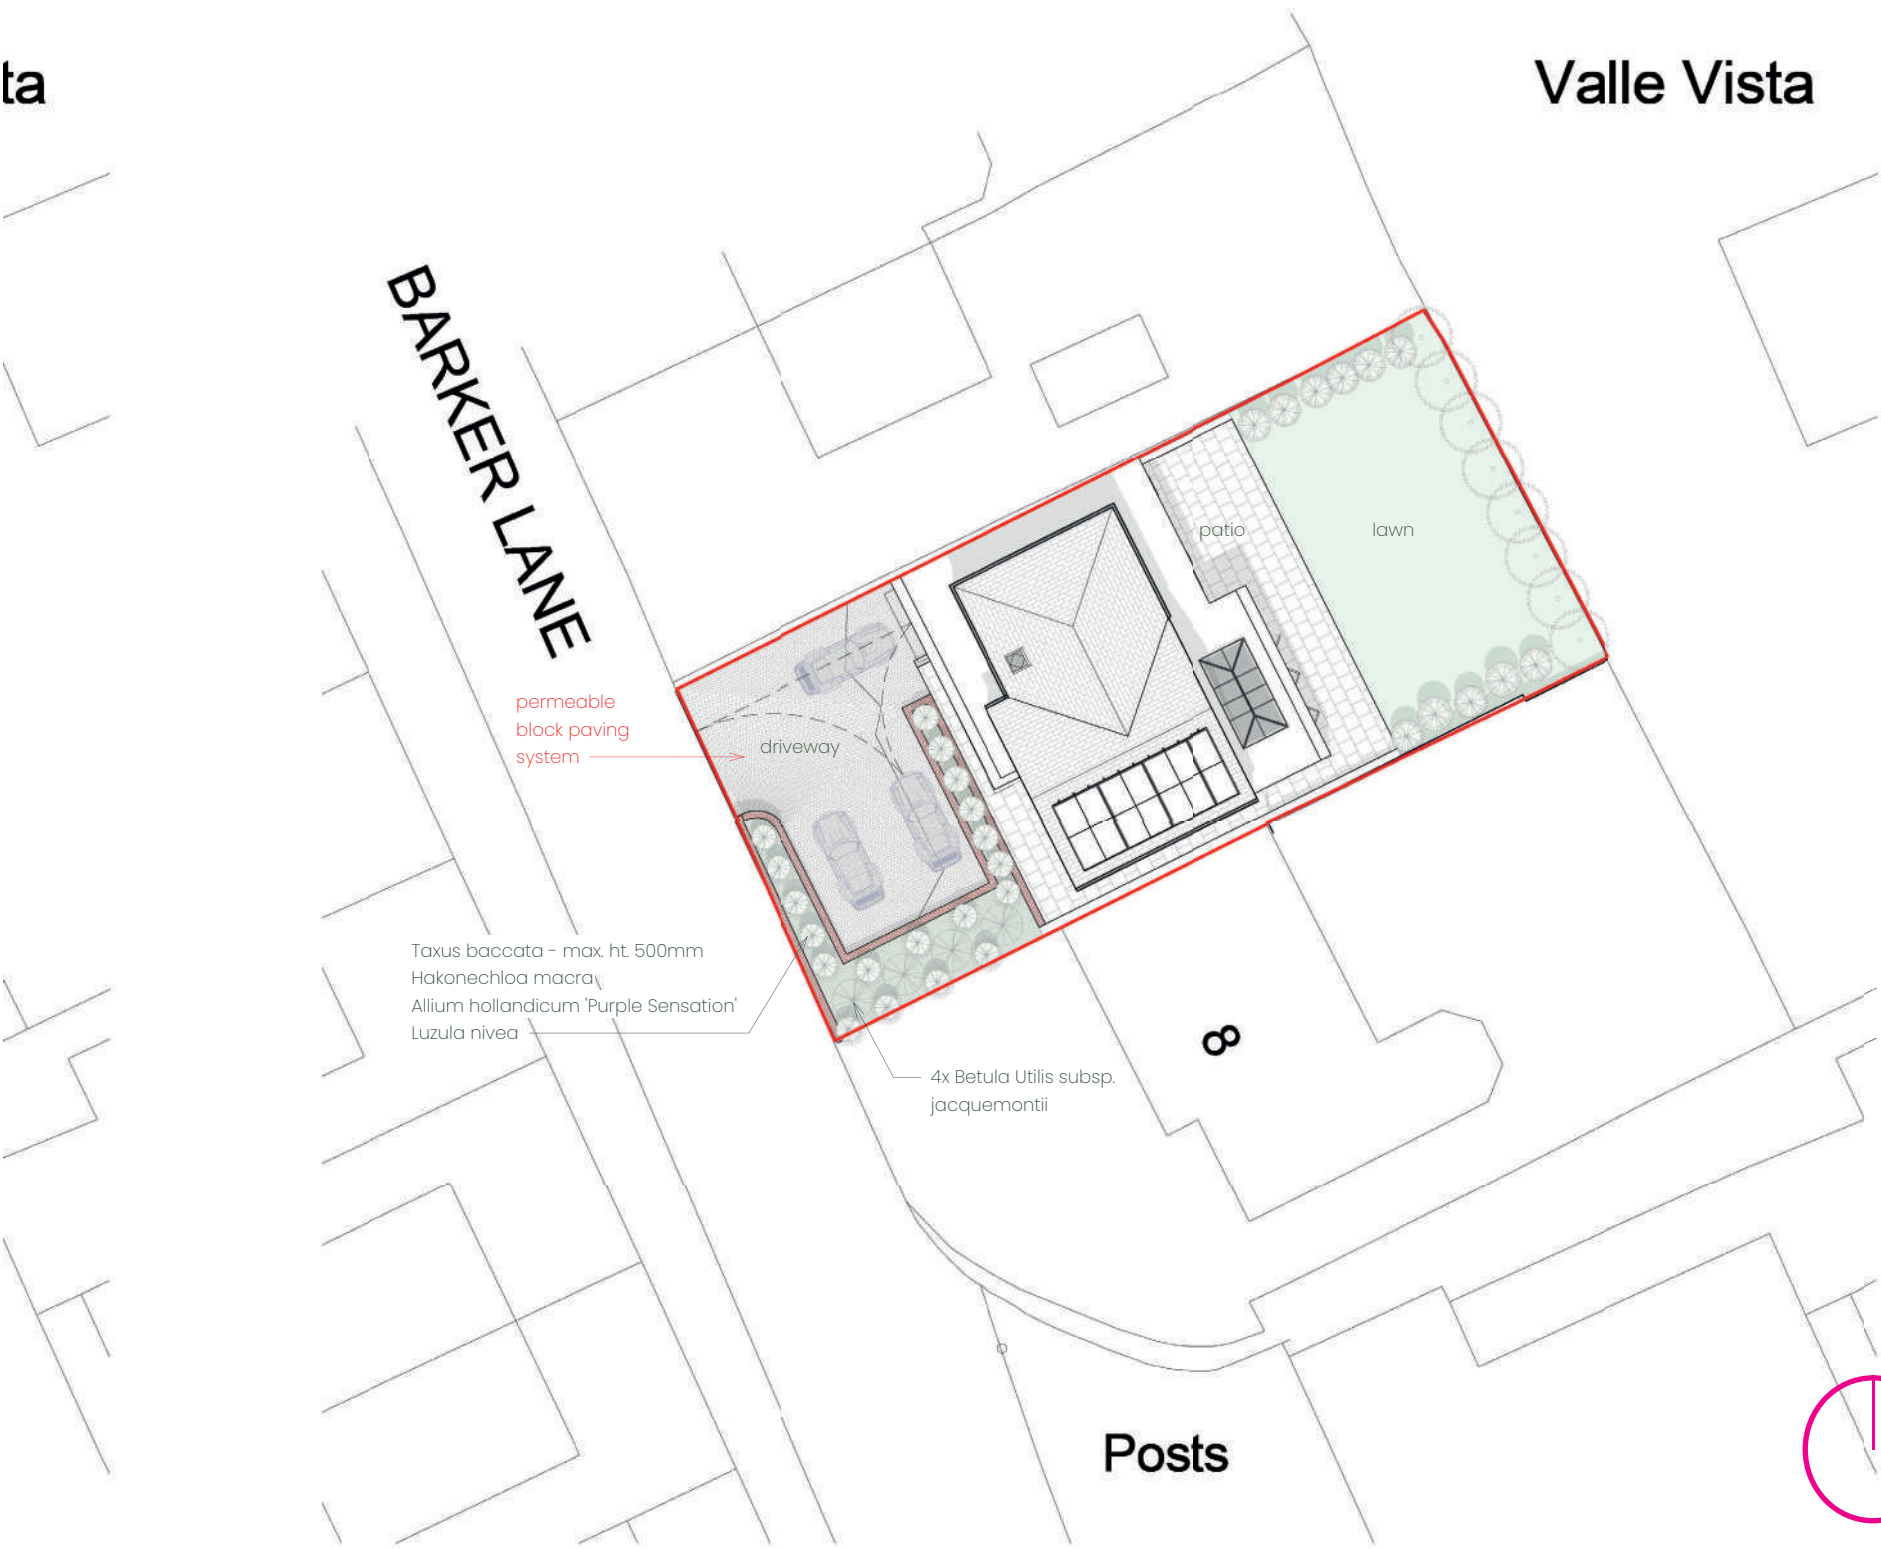 ta
Valle Vista
BARKER LANE
patio
lawn
permeable
block paving
system
driveway
Taxus baccata - max. ht. 500mm
Hakonechloa macra
Allium hollandicum 'Purple Sensation'
Luzula nivea
8
4x Betula Utilis subsp.
jacquemontii
Posts